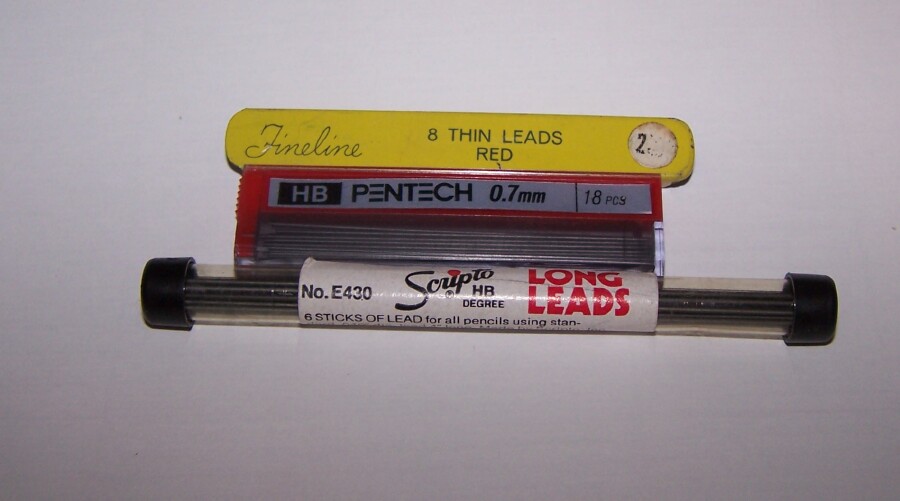 Fineline 8 THIN LEADS
RED
HB PENTECH 0.7mm 18 PCS
No. E430 Scripto HB DEGREE LONG LEADS
6 STICKS OF LEAD for all pencils using stan-